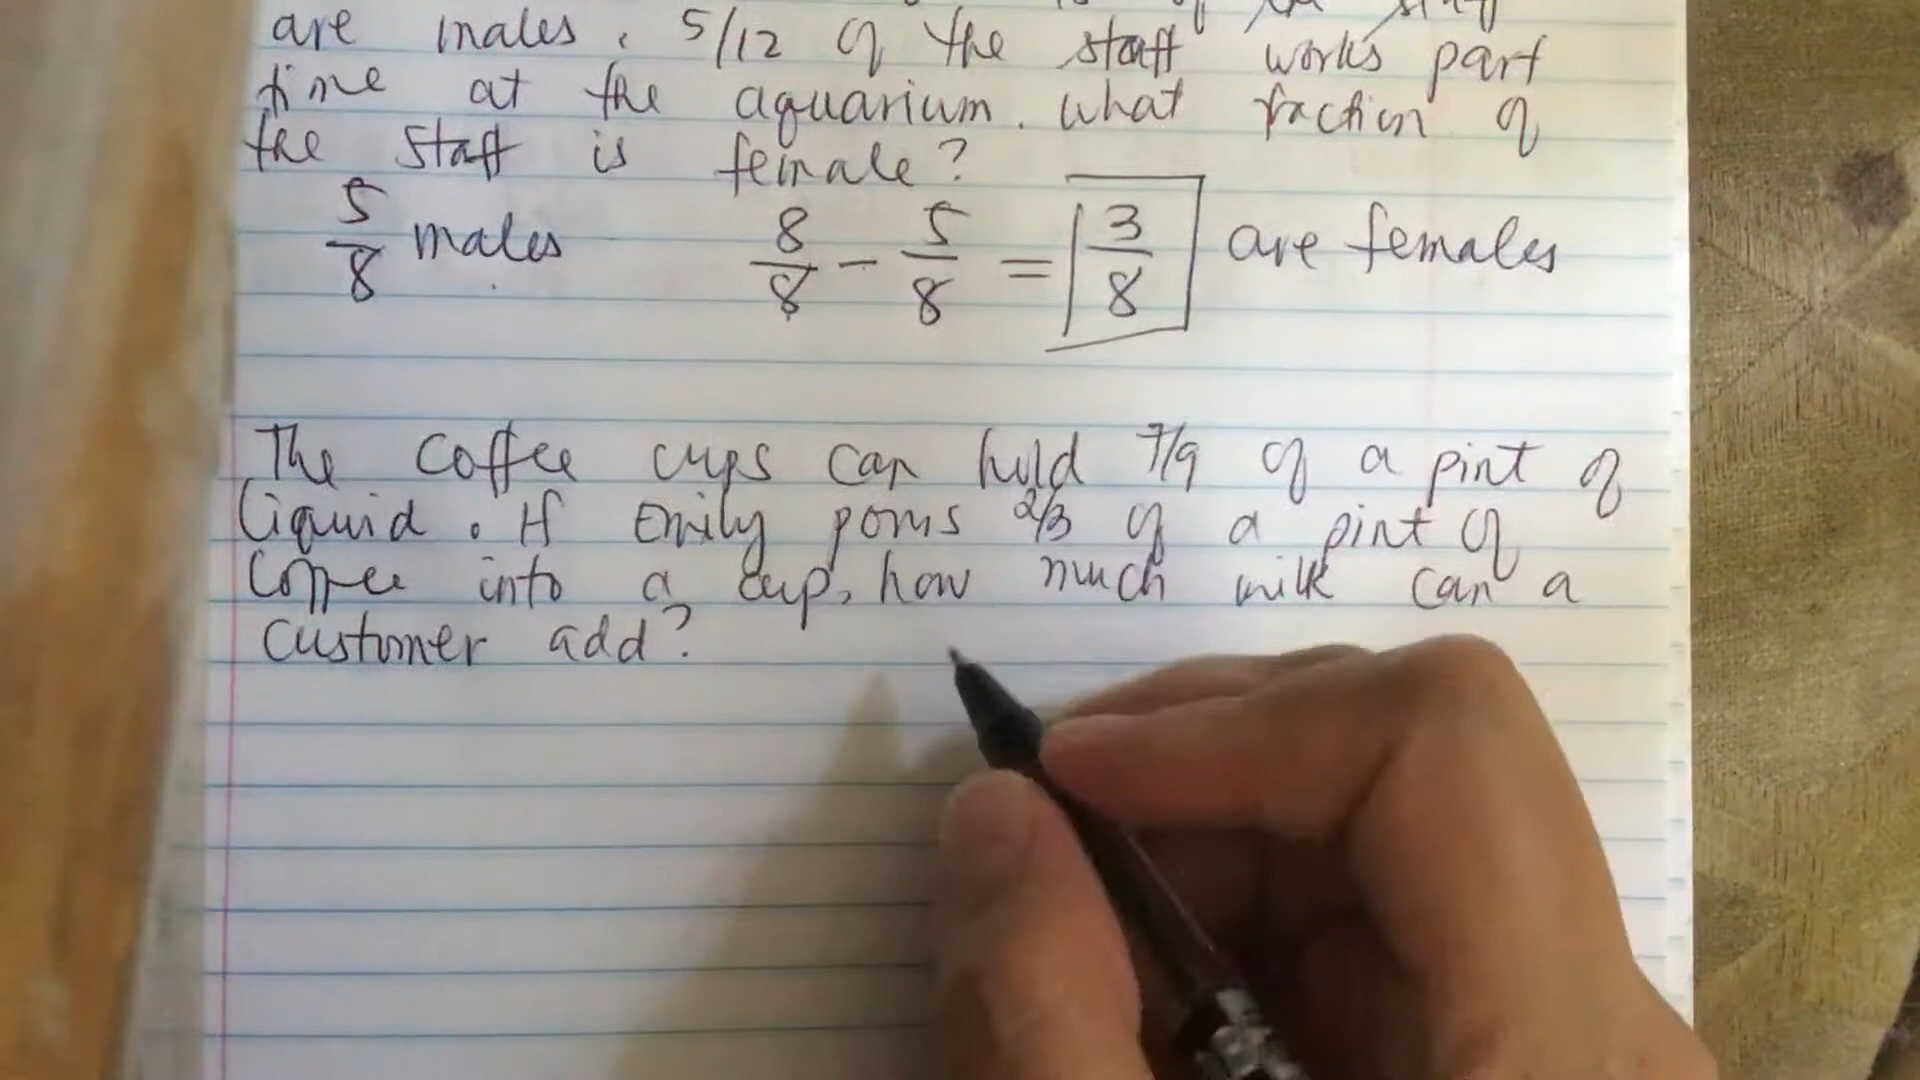 are males. 5/12 of the staff works part
time at the aquarium. what fraction of
the staff is female?
5/8 males 8/8 - 5/8 = 3/8 are females
The coffee cups can hold 7/9 of a pint of
liquid. If Emily pours 2/3 of a pint of
coffee into a cup, how much milk can a
customer add?